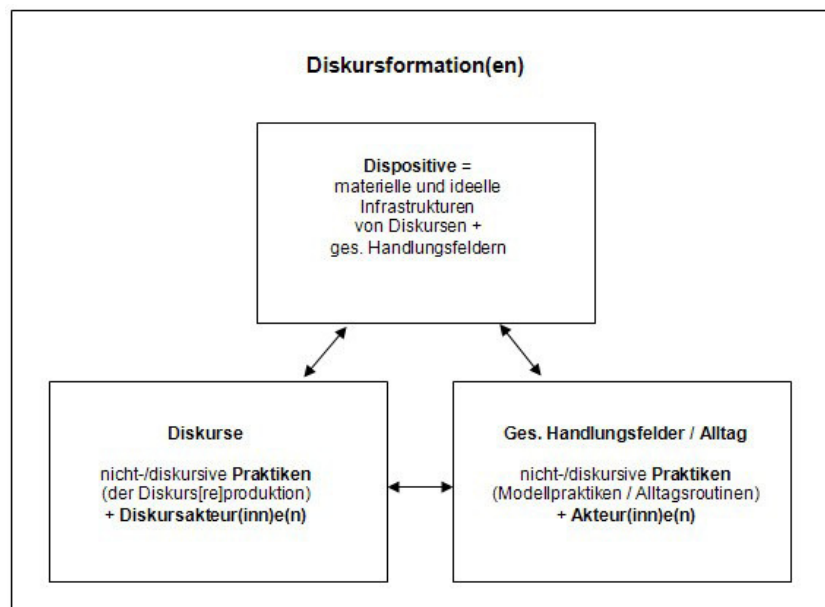 Diskursformation(en)
Dispositive =
materielle und ideelle
Infrastrukturen
von Diskursen +
ges. Handlungsfeldern
Diskurse
nicht-/diskursive Praktiken
(der Diskurs[re]produktion)
+ Diskursakteur(inn)e(n)
Ges. Handlungsfelder / Alltag
nicht-/diskursive Praktiken
(Modellpraktiken / Alltagsroutinen)
+ Akteur(inn)e(n)